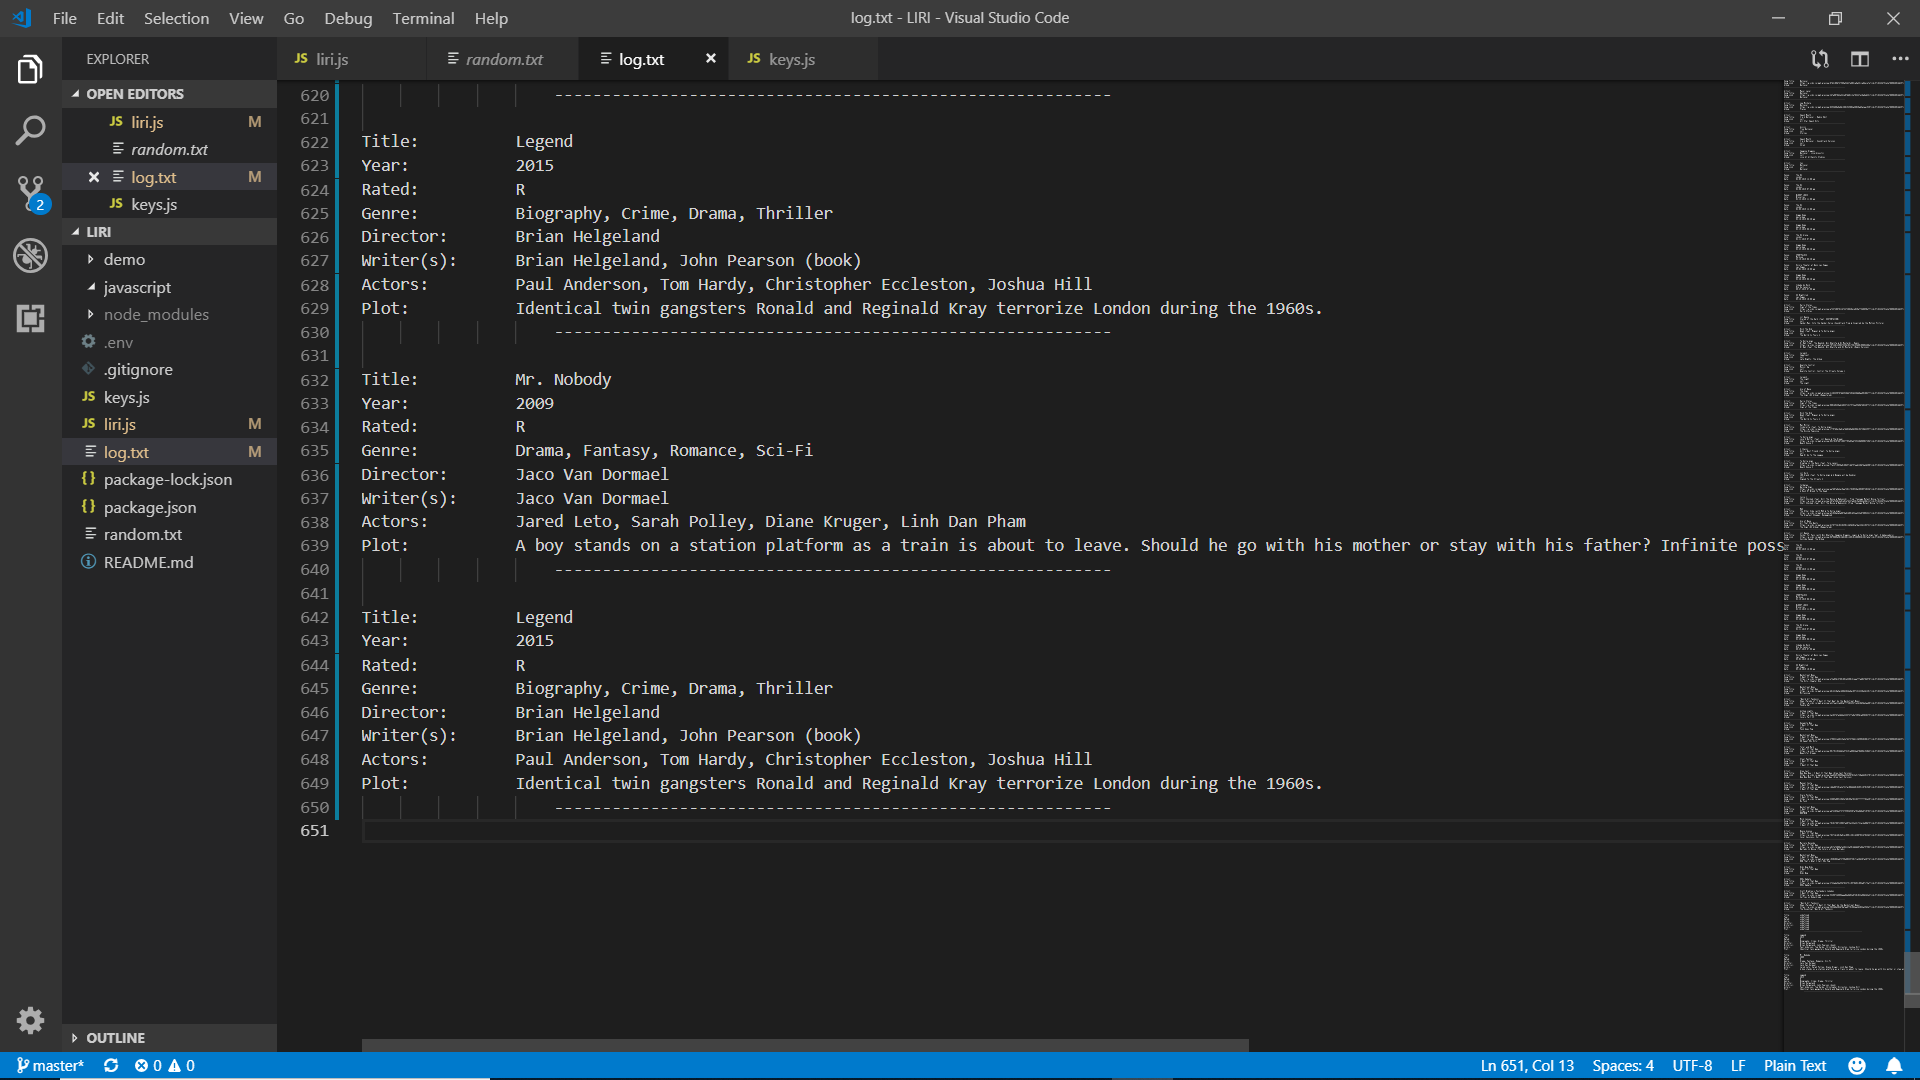 File Edit Selection View Go Debug Terminal Help
log.txt - LIRI - Visual Studio Code
EXPLORER
OPEN EDITORS
JS liri.js M
random.txt
log.txt M
JS keys.js
LIRI
demo
javascript
node_modules
.env
.gitignore
JS keys.js
JS liri.js M
log.txt M
{} package-lock.json
{} package.json
random.txt
README.md
OUTLINE
2
JS liri.js random.txt log.txt JS keys.js
620 ----------------------------------------------------------
621
622 Title: Legend
623 Year: 2015
624 Rated: R
625 Genre: Biography, Crime, Drama, Thriller
626 Director: Brian Helgeland
627 Writer(s): Brian Helgeland, John Pearson (book)
628 Actors: Paul Anderson, Tom Hardy, Christopher Eccleston, Joshua Hill
629 Plot: Identical twin gangsters Ronald and Reginald Kray terrorize London during the 1960s.
630 ----------------------------------------------------------
631
632 Title: Mr. Nobody
633 Year: 2009
634 Rated: R
635 Genre: Drama, Fantasy, Romance, Sci-Fi
636 Director: Jaco Van Dormael
637 Writer(s): Jaco Van Dormael
638 Actors: Jared Leto, Sarah Polley, Diane Kruger, Linh Dan Pham
639 Plot: A boy stands on a station platform as a train is about to leave. Should he go with his mother or stay with his father? Infinite poss
640 ----------------------------------------------------------
641
642 Title: Legend
643 Year: 2015
644 Rated: R
645 Genre: Biography, Crime, Drama, Thriller
646 Director: Brian Helgeland
647 Writer(s): Brian Helgeland, John Pearson (book)
648 Actors: Paul Anderson, Tom Hardy, Christopher Eccleston, Joshua Hill
649 Plot: Identical twin gangsters Ronald and Reginald Kray terrorize London during the 1960s.
650 ----------------------------------------------------------
651
master* 0 0 Ln 651, Col 13 Spaces: 4 UTF-8 LF Plain Text